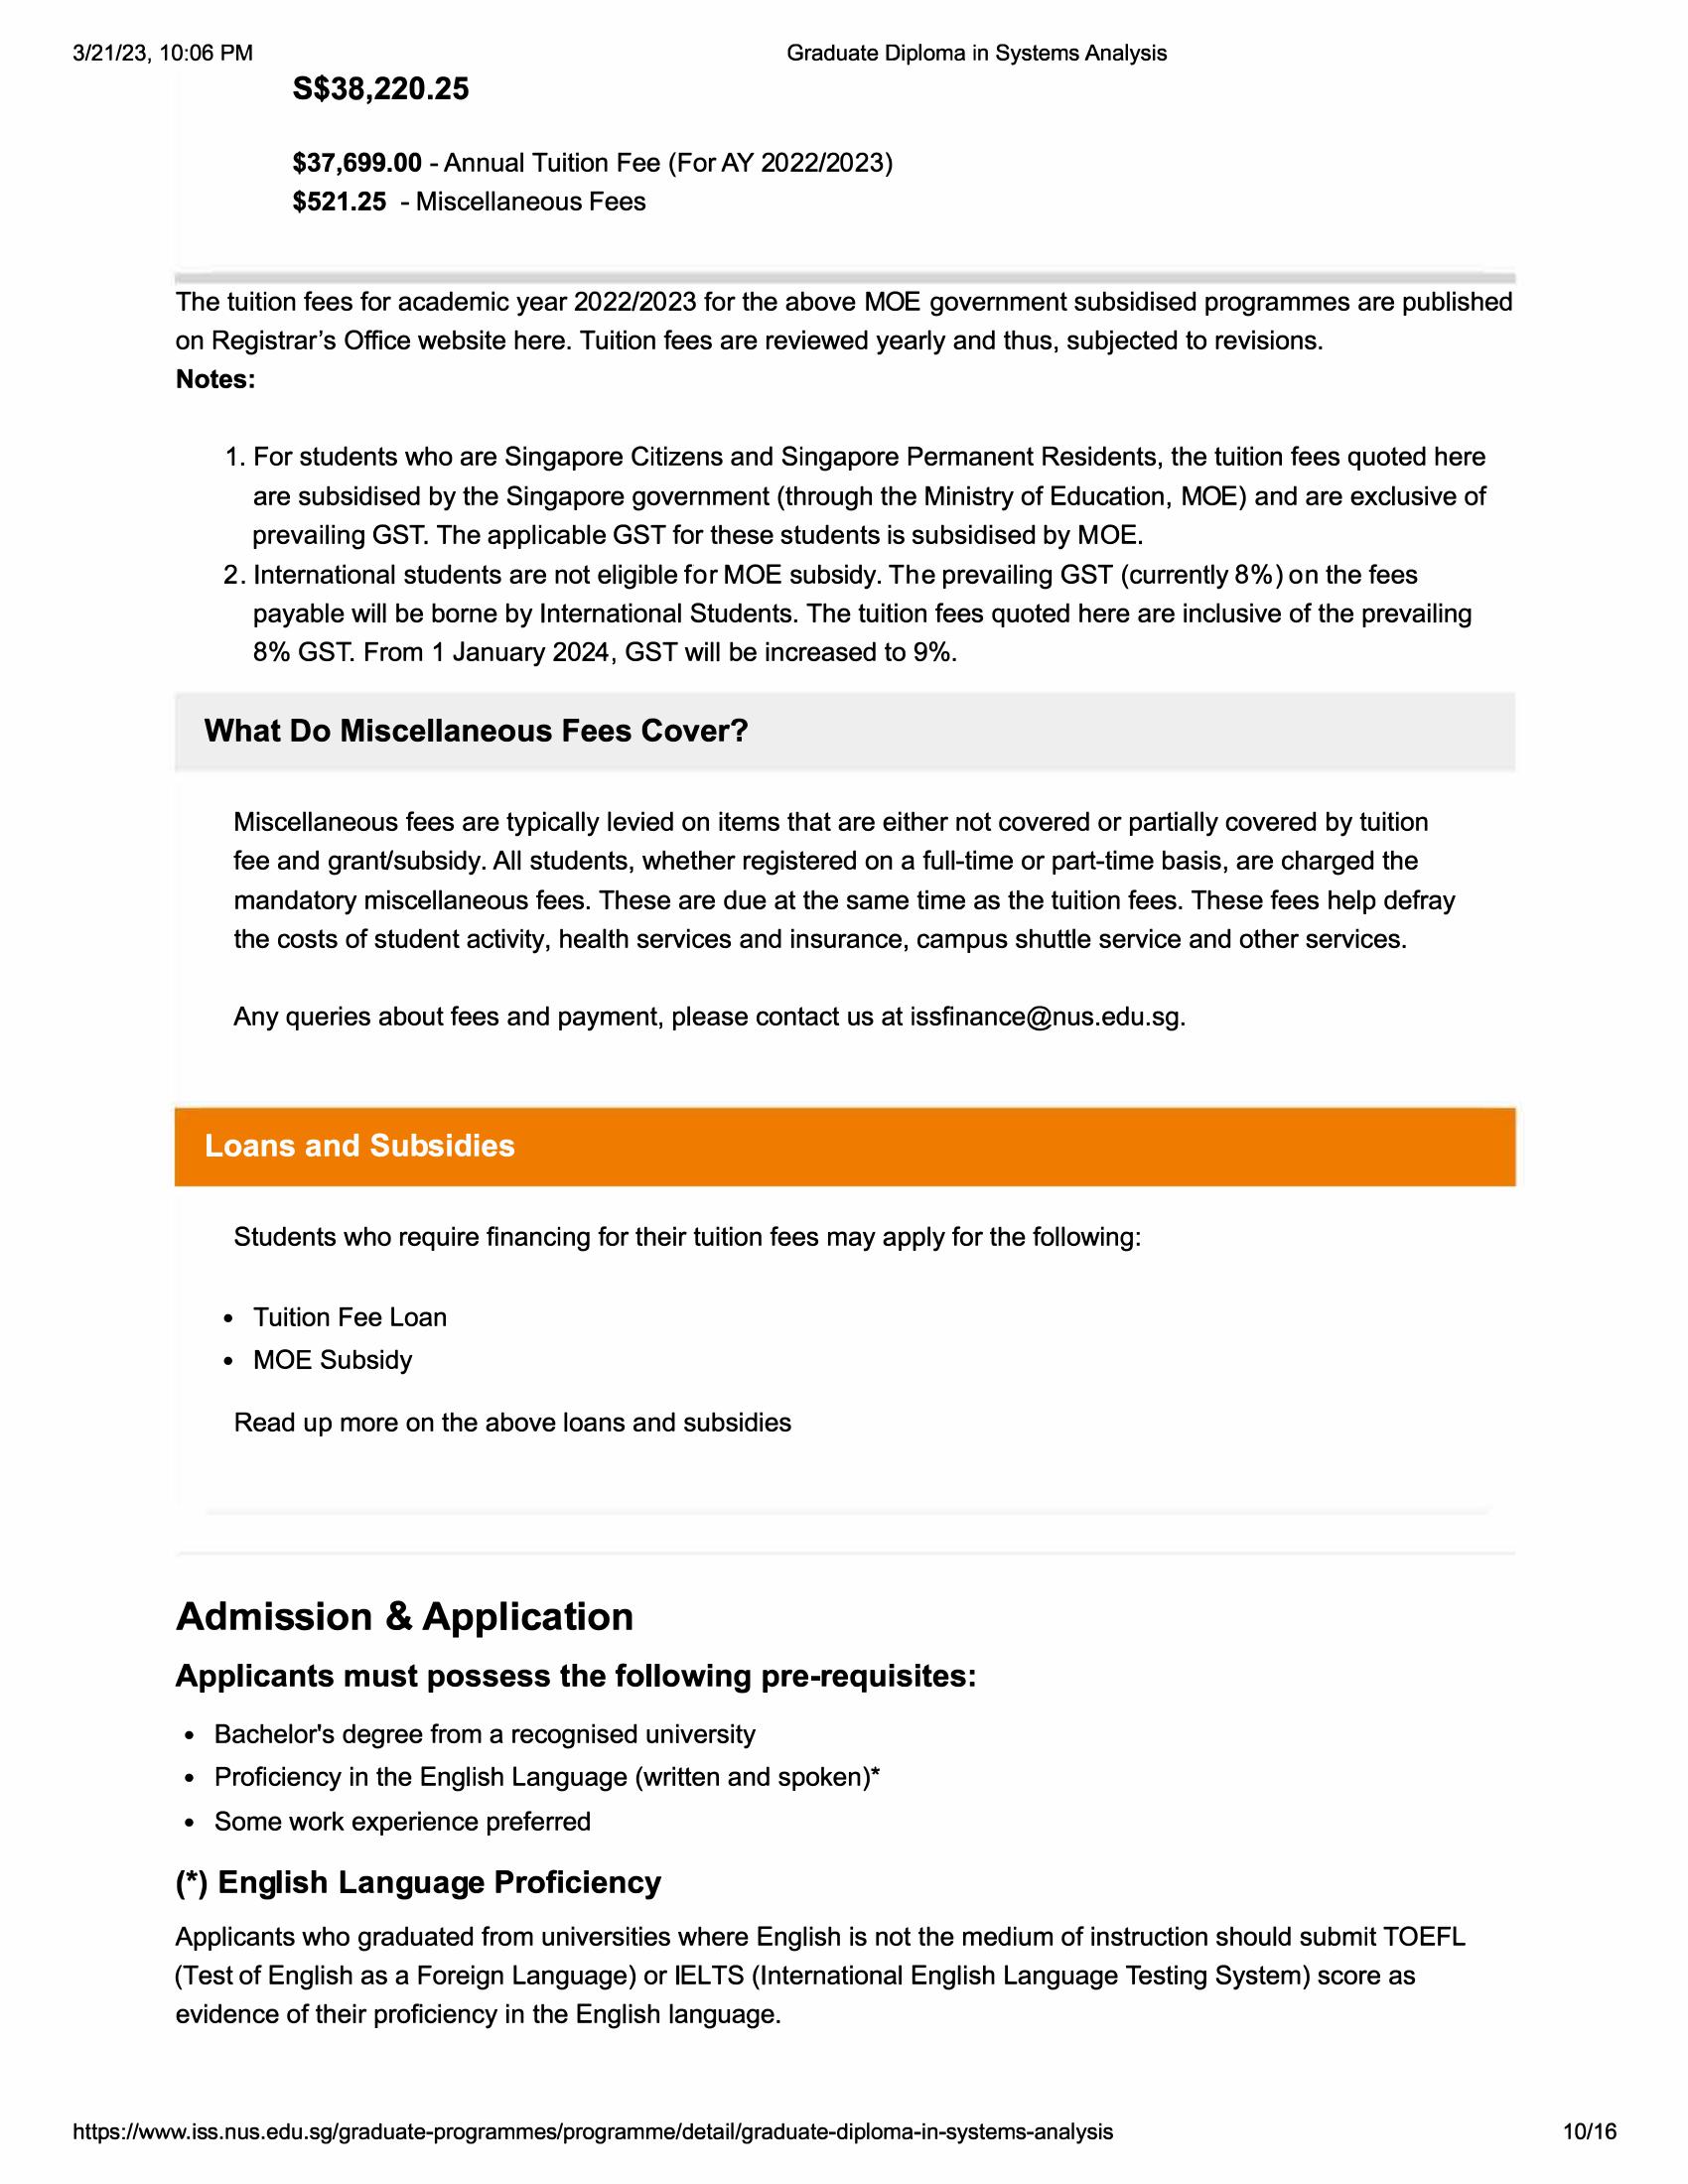 3/21/23, 10:06 PM
Graduate Diploma in Systems Analysis
S$38,220.25
$37,699.00 - Annual Tuition Fee (For AY 2022/2023)
$521.25 - Miscellaneous Fees
The tuition fees for academic year 2022/2023 for the above MOE government subsidised programmes are published
on Registrar’s Office website here. Tuition fees are reviewed yearly and thus, subjected to revisions.
Notes:
1. For students who are Singapore Citizens and Singapore Permanent Residents, the tuition fees quoted here
are subsidised by the Singapore government (through the Ministry of Education, MOE) and are exclusive of
prevailing GST. The applicable GST for these students is subsidised by MOE.
2. International students are not eligible for MOE subsidy. The prevailing GST (currently 8%) on the fees
payable will be borne by International Students. The tuition fees quoted here are inclusive of the prevailing
8% GST. From 1 January 2024, GST will be increased to 9%.
What Do Miscellaneous Fees Cover?
Miscellaneous fees are typically levied on items that are either not covered or partially covered by tuition
fee and grant/subsidy. All students, whether registered on a full-time or part-time basis, are charged the
mandatory miscellaneous fees. These are due at the same time as the tuition fees. These fees help defray
the costs of student activity, health services and insurance, campus shuttle service and other services.
Any queries about fees and payment, please contact us at issfinance@nus.edu.sg.
Loans and Subsidies
Students who require financing for their tuition fees may apply for the following:
• Tuition Fee Loan
• MOE Subsidy
Read up more on the above loans and subsidies
Admission & Application
Applicants must possess the following pre-requisites:
• Bachelor's degree from a recognised university
• Proficiency in the English Language (written and spoken)*
• Some work experience preferred
(*) English Language Proficiency
Applicants who graduated from universities where English is not the medium of instruction should submit TOEFL
(Test of English as a Foreign Language) or IELTS (International English Language Testing System) score as
evidence of their proficiency in the English language.
https://www.iss.nus.edu.sg/graduate-programmes/programme/detail/graduate-diploma-in-systems-analysis
10/16